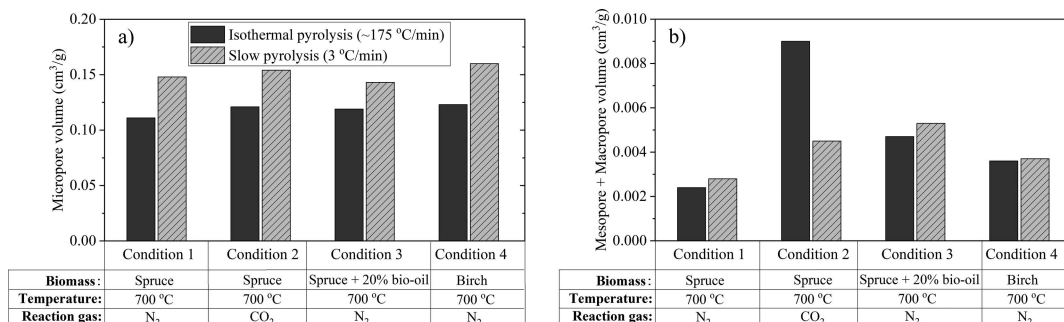 a)
Isothermal pyrolysis (~175 °C/min)
Slow pyrolysis (3 °C/min)
Micropore volume (cm³/g)
0.20
0.15
0.10
0.05
0.00
Condition 1 Condition 2 Condition 3 Condition 4
Biomass: Spruce Spruce Spruce + 20% bio-oil Birch
Temperature: 700 °C 700 °C 700 °C 700 °C
Reaction gas: N₂ CO₂ N₂ N₂
b)
Mesopore + Macropore volume (cm³/g)
0.010
0.008
0.006
0.004
0.002
0.000
Condition 1 Condition 2 Condition 3 Condition 4
Biomass: Spruce Spruce Spruce + 20% bio-oil Birch
Temperature: 700 °C 700 °C 700 °C 700 °C
Reaction gas: N₂ CO₂ N₂ N₂